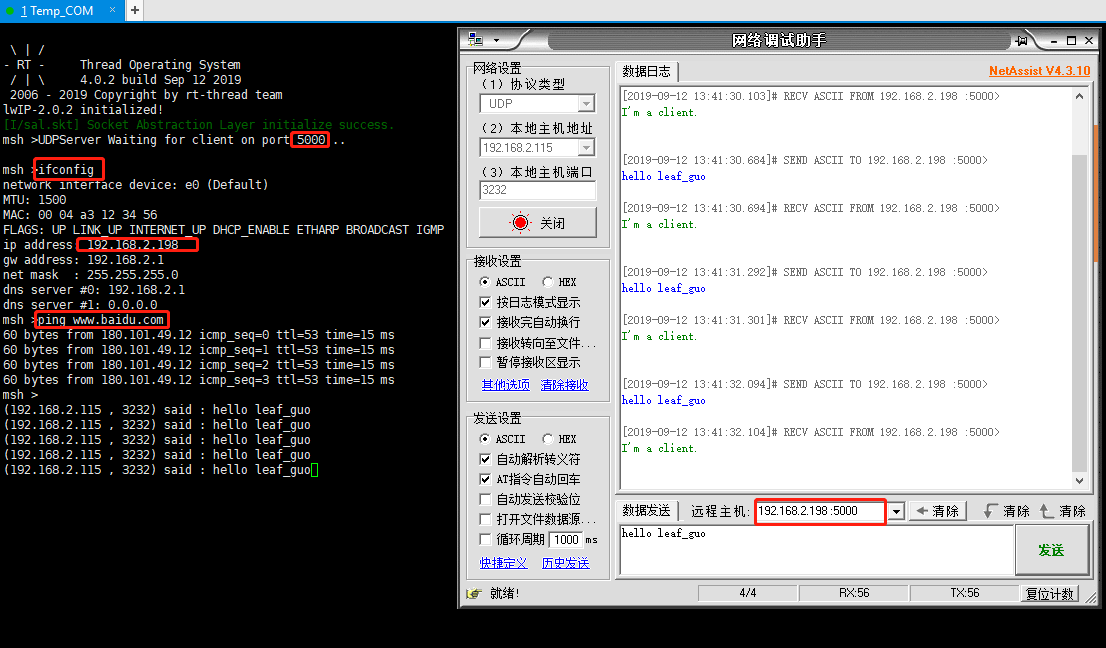 1 Temp_COM
\ | /
- RT -     Thread Operating System
/ | \     4.0.2 build Sep 12 2019
2006 - 2019 Copyright by rt-thread team
lwIP-2.0.2 initialized!
[I/sal.skt] Socket Abstraction Layer initialize success.
msh >UDPServer Waiting for client on port 5000 ..
msh >ifconfig
network interface device: e0 (Default)
MTU: 1500
MAC: 00 04 a3 12 34 56
FLAGS: UP LINK_UP INTERNET_UP DHCP_ENABLE ETHARP BROADCAST IGMP
ip address: 192.168.2.198
gw address: 192.168.2.1
net mask  : 255.255.255.0
dns server #0: 192.168.2.1
dns server #1: 0.0.0.0
msh >ping www.baidu.com
60 bytes from 180.101.49.12 icmp_seq=0 ttl=53 time=15 ms
60 bytes from 180.101.49.12 icmp_seq=1 ttl=53 time=15 ms
60 bytes from 180.101.49.12 icmp_seq=2 ttl=53 time=15 ms
60 bytes from 180.101.49.12 icmp_seq=3 ttl=53 time=15 ms
msh >
(192.168.2.115 , 3232) said : hello leaf_guo
(192.168.2.115 , 3232) said : hello leaf_guo
(192.168.2.115 , 3232) said : hello leaf_guo
(192.168.2.115 , 3232) said : hello leaf_guo
(192.168.2.115 , 3232) said : hello leaf_guo
网络调试助手
网络设置
（1）协议类型
UDP
（2）本地主机地址
192.168.2.115
（3）本地主机端口
3232
关闭
接收设置
ASCII HEX
按日志模式显示
接收完自动换行
接收转向至文件...
暂停接收区显示
其他选项 清除接收
发送设置
ASCII HEX
自动解析转义符
AT指令自动回车
自动发送校验位
打开文件数据源...
循环周期 1000 ms
快捷定义 历史发送
数据日志 NetAssist V4.3.10
[2019-09-12 13:41:30.103]# RECV ASCII FROM 192.168.2.198 :5000>
I'm a client.
[2019-09-12 13:41:30.684]# SEND ASCII TO 192.168.2.198 :5000>
hello leaf_guo
[2019-09-12 13:41:30.694]# RECV ASCII FROM 192.168.2.198 :5000>
I'm a client.
[2019-09-12 13:41:31.292]# SEND ASCII TO 192.168.2.198 :5000>
hello leaf_guo
[2019-09-12 13:41:31.301]# RECV ASCII FROM 192.168.2.198 :5000>
I'm a client.
[2019-09-12 13:41:32.094]# SEND ASCII TO 192.168.2.198 :5000>
hello leaf_guo
[2019-09-12 13:41:32.104]# RECV ASCII FROM 192.168.2.198 :5000>
I'm a client.
数据发送 远程主机: 192.168.2.198 :5000 清除 清除 清除
hello leaf_guo
发送
就绪! 4/4 RX:56 TX:56 复位计数